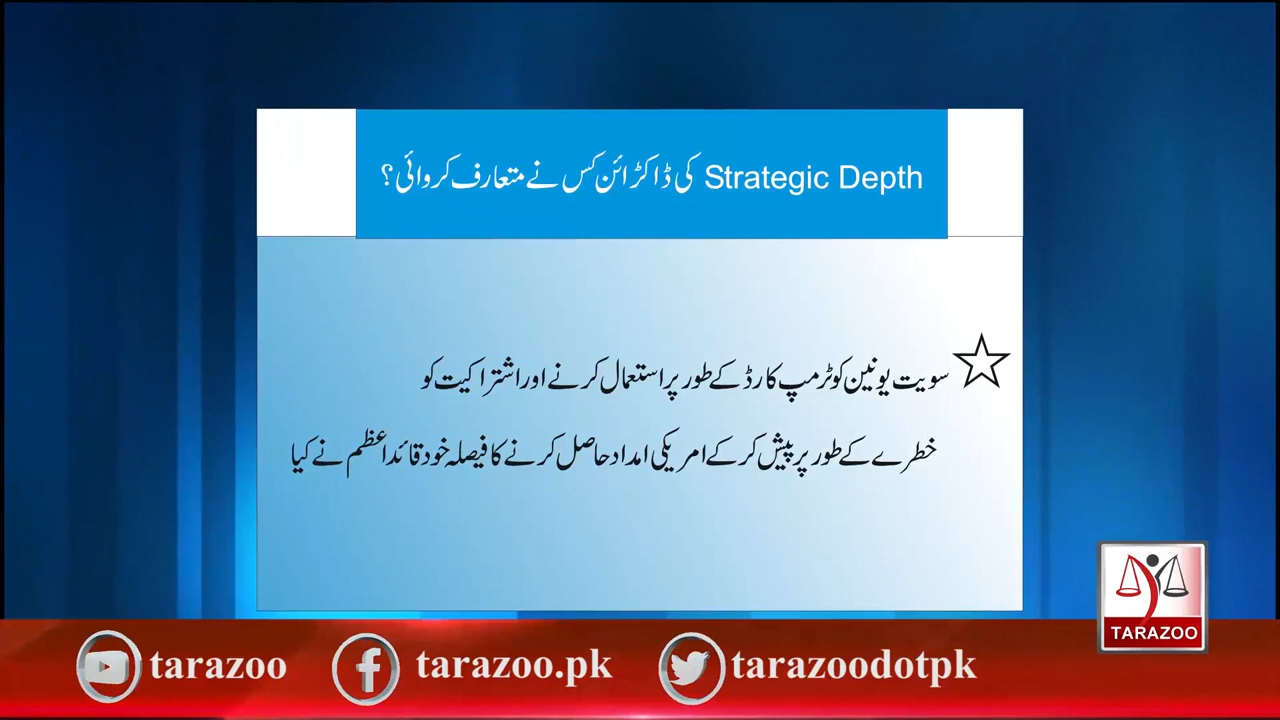 Strategic Depth کی ڈاکٹرائن کس نے متعارف کروائی؟
سویت یونین کو ٹرمپ کارڈ کے طور پر استعمال کرنے اور اشتراکیت کو
خطرے کے طور پر پیش کر کے امریکی امداد حاصل کرنے کا فیصلہ خود قائد اعظم نے کیا
TARAZOO
tarazoo
tarazoo.pk
tarazoodotpk